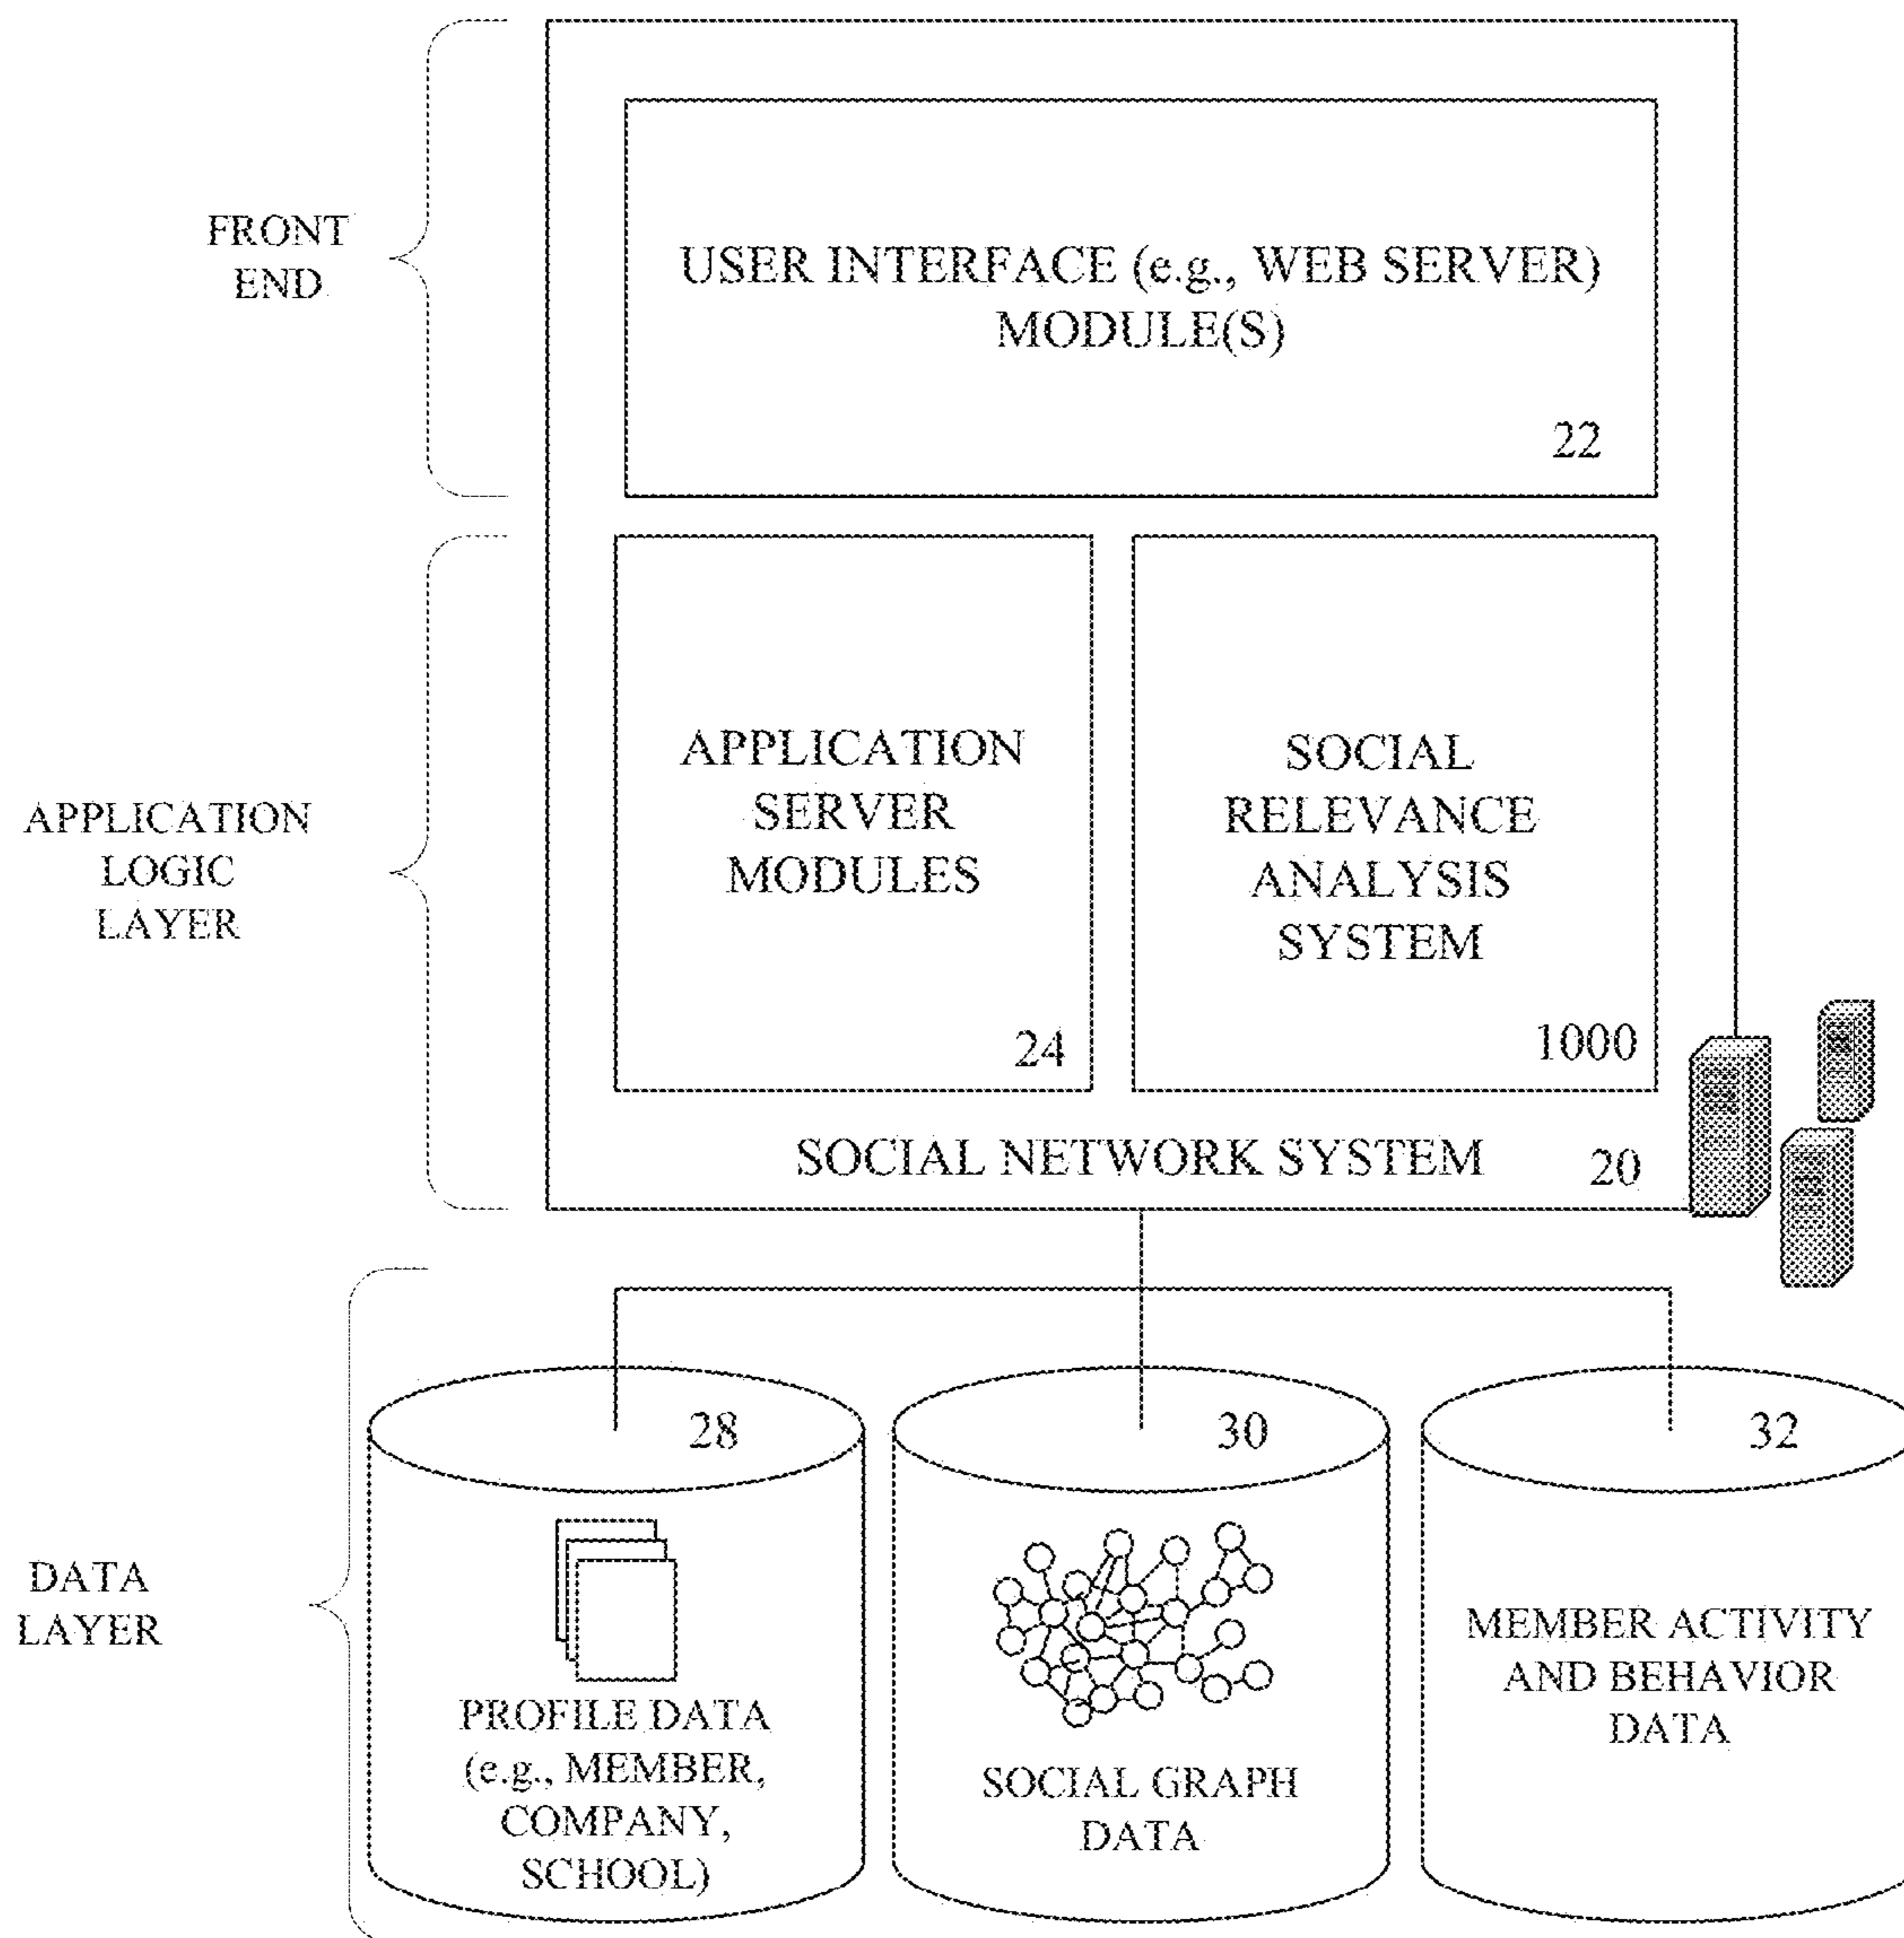 FRONT
END
USER INTERFACE (e.g., WEB SERVER)
MODULE(S)
22
APPLICATION
LOGIC
LAYER
APPLICATION
SERVER
MODULES
24
SOCIAL
RELEVANCE
ANALYSIS
SYSTEM
1000
SOCIAL NETWORK SYSTEM
20
DATA
LAYER
28
PROFILE DATA
(e.g., MEMBER,
COMPANY,
SCHOOL)
30
SOCIAL GRAPH
DATA
32
MEMBER ACTIVITY
AND BEHAVIOR
DATA